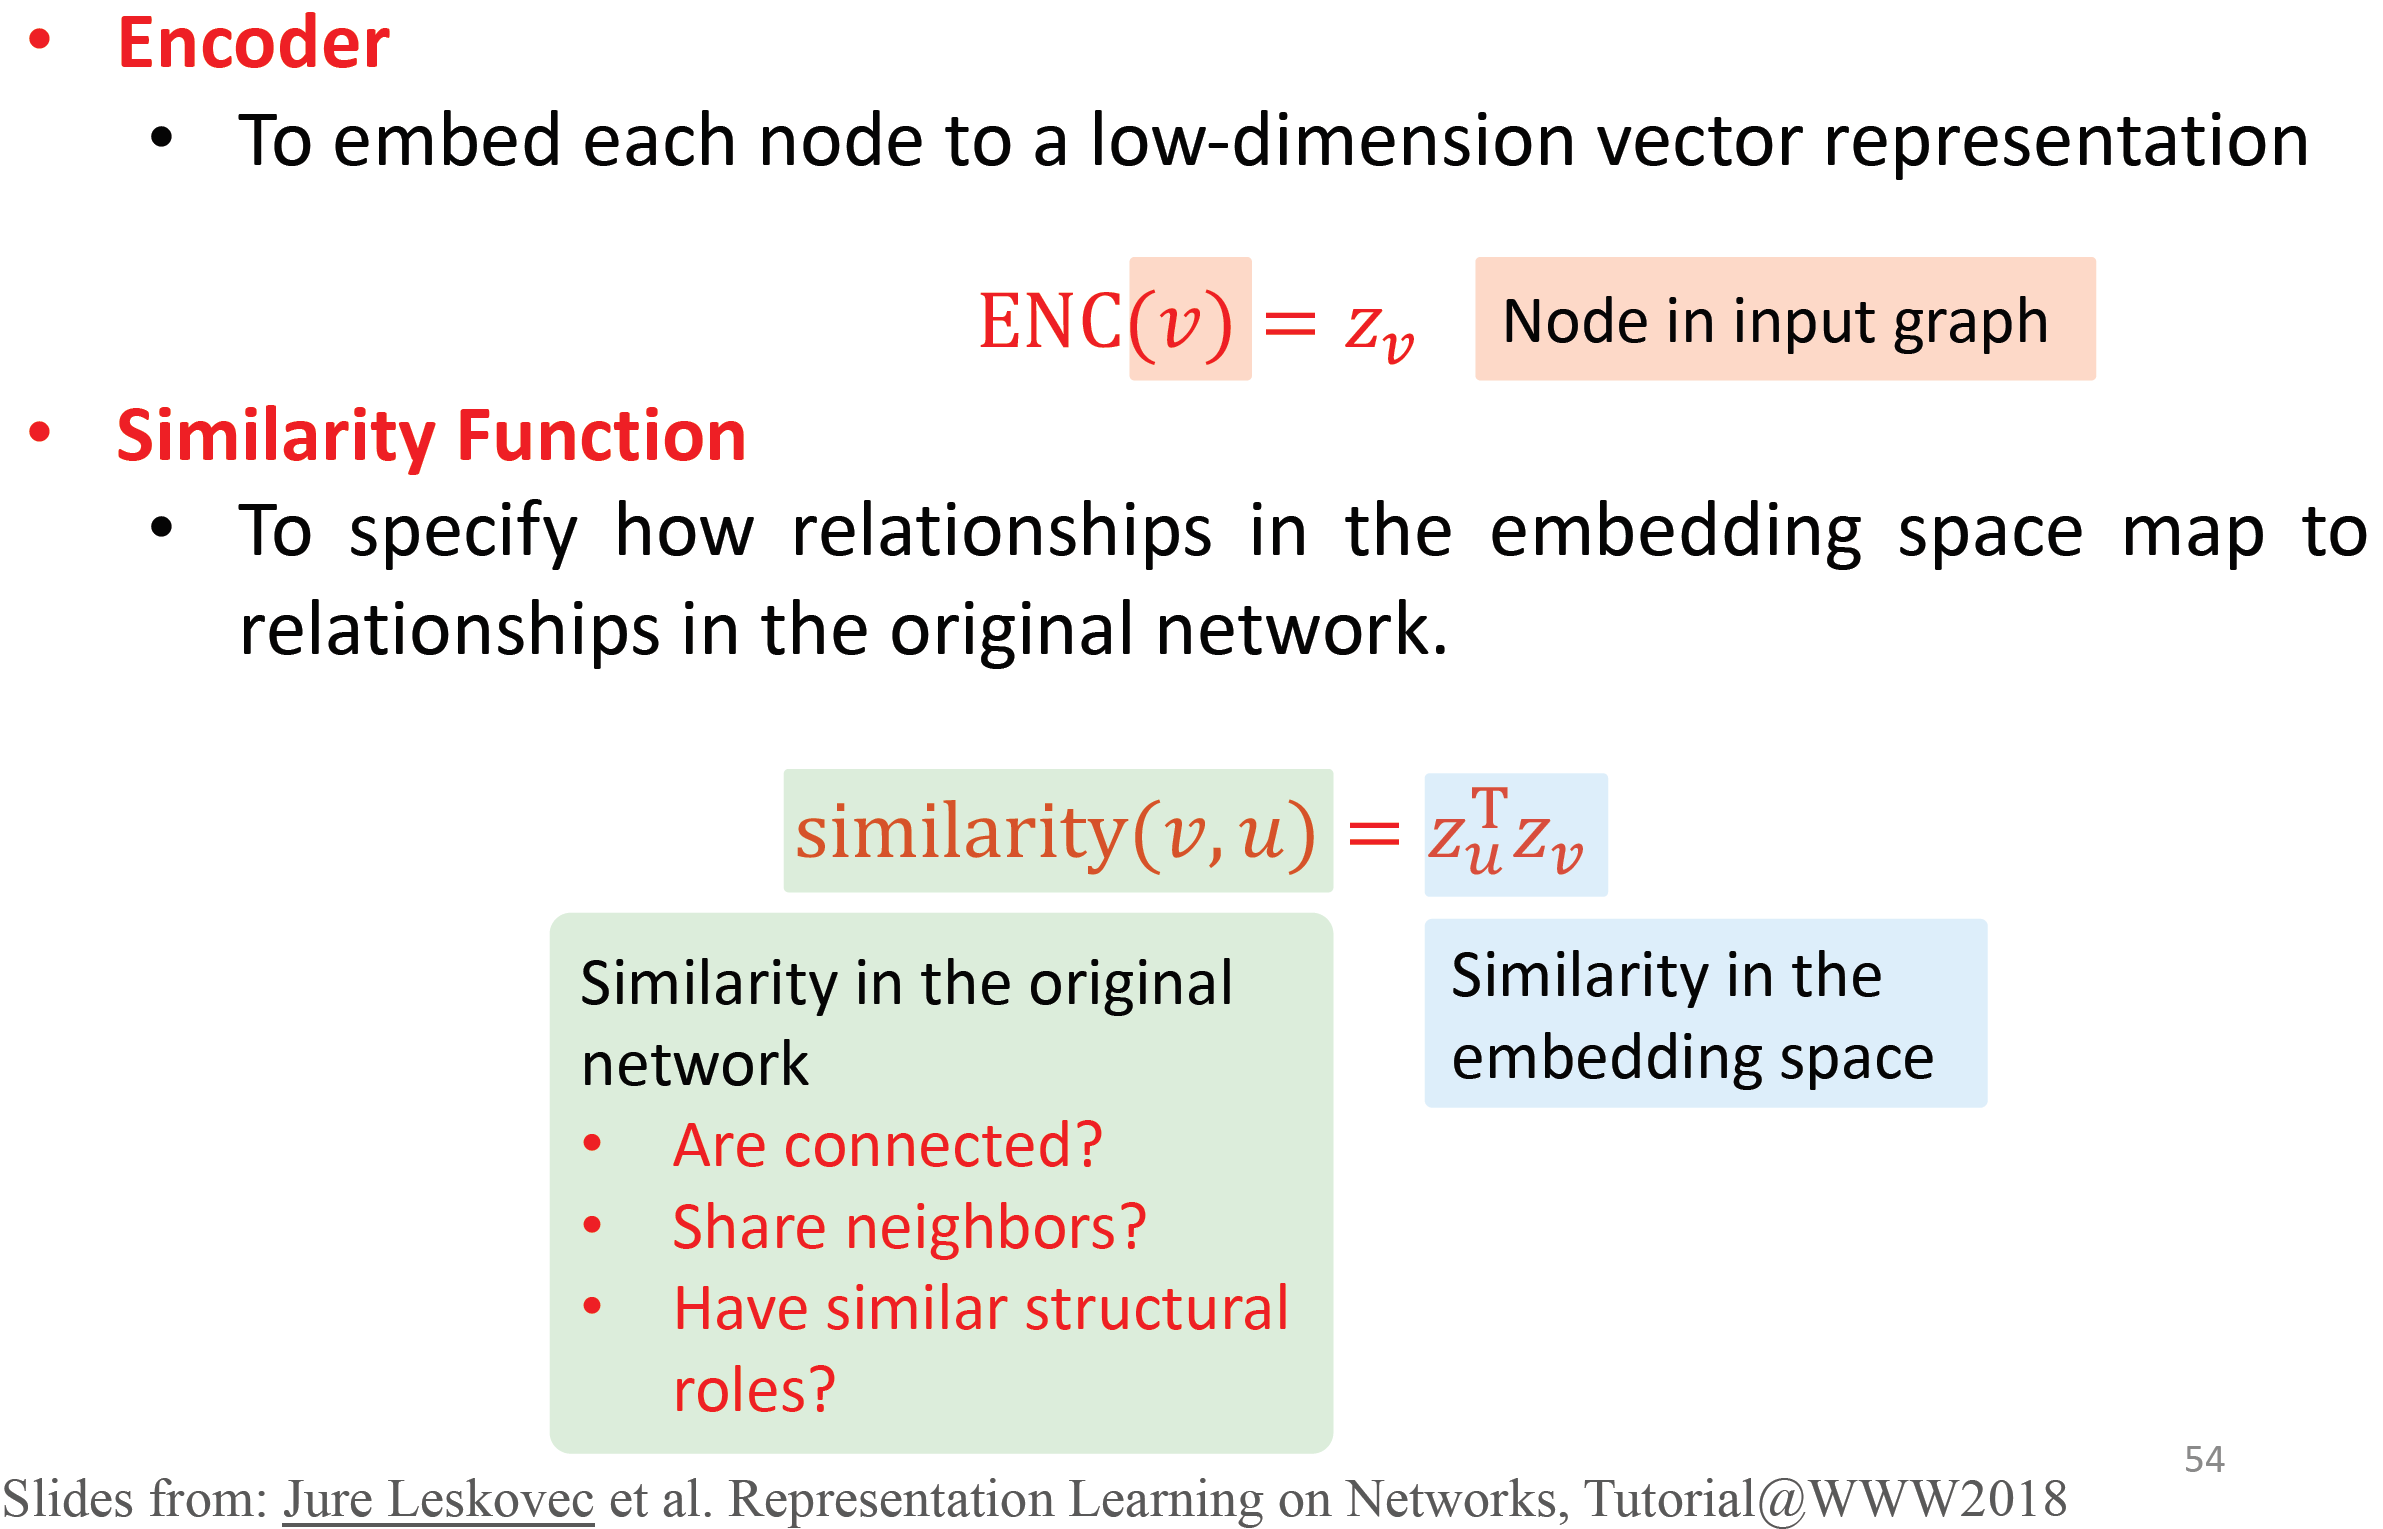 • Encoder
• To embed each node to a low-dimension vector representation
ENC(v) = z_v Node in input graph
• Similarity Function
• To specify how relationships in the embedding space map to
relationships in the original network.
similarity(v, u) = z_u^T z_v
Similarity in the original
network
• Are connected?
• Share neighbors?
• Have similar structural
roles?
Similarity in the
embedding space
54
Slides from: Jure Leskovec et al. Representation Learning on Networks, Tutorial@WWW2018